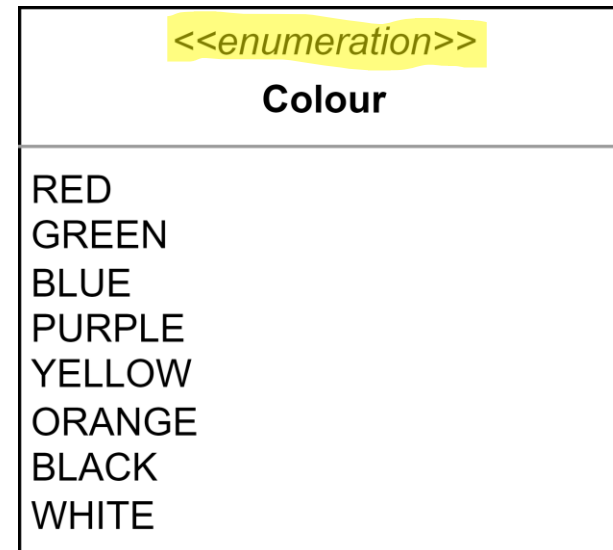 <<enumeration>>
Colour
RED
GREEN
BLUE
PURPLE
YELLOW
ORANGE
BLACK
WHITE